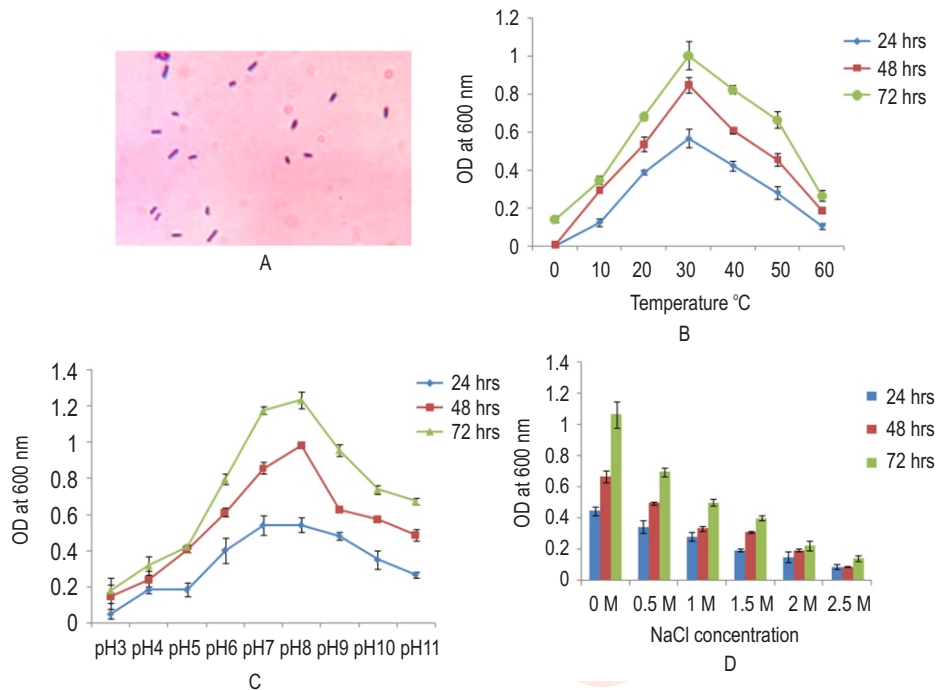 A
1.2
1
0.8
0.6
0.4
0.2
0
OD at 600 nm
0 10 20 30 40 50 60
Temperature °C
24 hrs
48 hrs
72 hrs
B
1.4
1.2
1
0.8
0.6
0.4
0.2
0
OD at 600 nm
pH3 pH4 pH5 pH6 pH7 pH8 pH9 pH10 pH11
24 hrs
48 hrs
72 hrs
C
1.4
1.2
1
0.8
0.6
0.4
0.2
0
OD at 600 nm
0 M 0.5 M 1 M 1.5 M 2 M 2.5 M
NaCl concentration
24 hrs
48 hrs
72 hrs
D